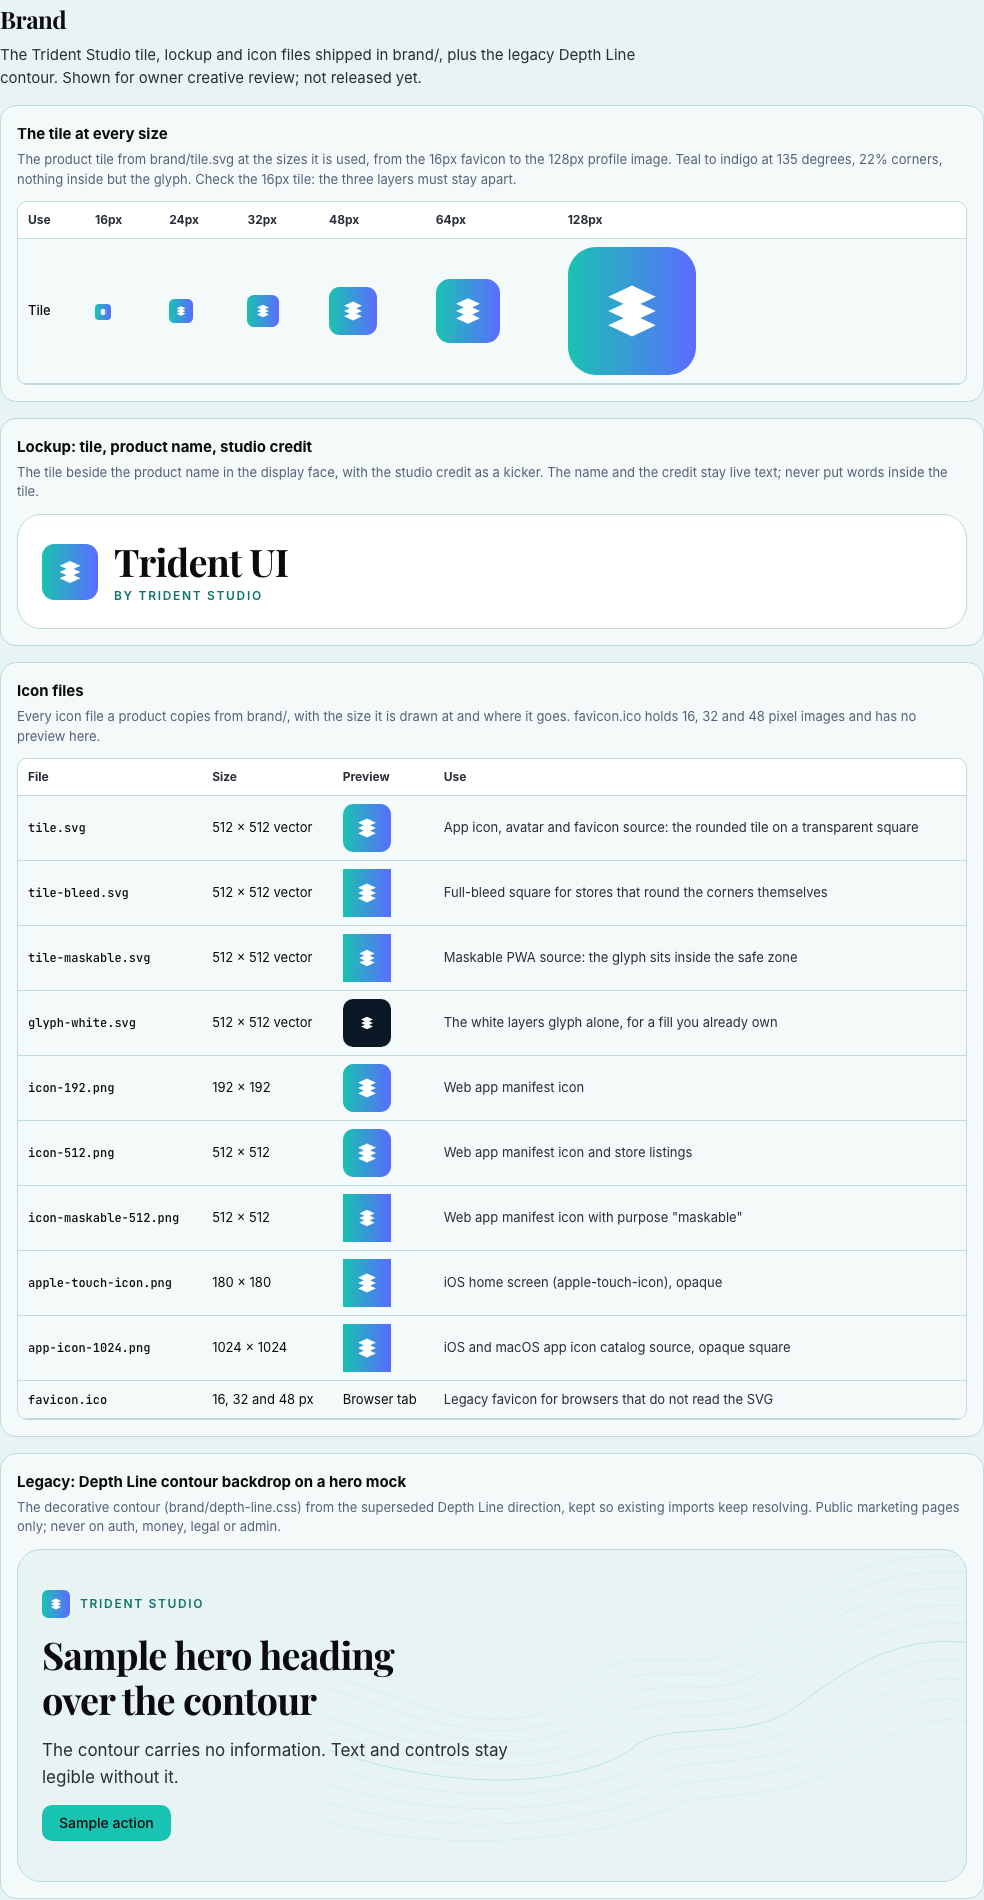 Brand
The Trident Studio tile, lockup and icon files shipped in brand/, plus the legacy Depth Line
contour. Shown for owner creative review; not released yet.
The tile at every size
The product tile from brand/tile.svg at the sizes it is used, from the 16px favicon to the 128px profile image. Teal to indigo at 135 degrees, 22% corners,
nothing inside but the glyph. Check the 16px tile: the three layers must stay apart.
Use 16px 24px 32px 48px 64px 128px
Tile
Lockup: tile, product name, studio credit
The tile beside the product name in the display face, with the studio credit as a kicker. The name and the credit stay live text; never put words inside the
tile.
Trident UI
BY TRIDENT STUDIO
Icon files
Every icon file a product copies from brand/, with the size it is drawn at and where it goes. favicon.ico holds 16, 32 and 48 pixel images and has no
preview here.
File Size Preview Use
tile.svg 512 × 512 vector App icon, avatar and favicon source: the rounded tile on a transparent square
tile-bleed.svg 512 × 512 vector Full-bleed square for stores that round the corners themselves
tile-maskable.svg 512 × 512 vector Maskable PWA source: the glyph sits inside the safe zone
glyph-white.svg 512 × 512 vector The white layers glyph alone, for a fill you already own
icon-192.png 192 × 192 Web app manifest icon
icon-512.png 512 × 512 Web app manifest icon and store listings
icon-maskable-512.png 512 × 512 Web app manifest icon with purpose "maskable"
apple-touch-icon.png 180 × 180 iOS home screen (apple-touch-icon), opaque
app-icon-1024.png 1024 × 1024 iOS and macOS app icon catalog source, opaque square
favicon.ico 16, 32 and 48 px Browser tab Legacy favicon for browsers that do not read the SVG
Legacy: Depth Line contour backdrop on a hero mock
The decorative contour (brand/depth-line.css) from the superseded Depth Line direction, kept so existing imports keep resolving. Public marketing pages
only; never on auth, money, legal or admin.
TRIDENT STUDIO
Sample hero heading
over the contour
The contour carries no information. Text and controls stay
legible without it.
Sample action